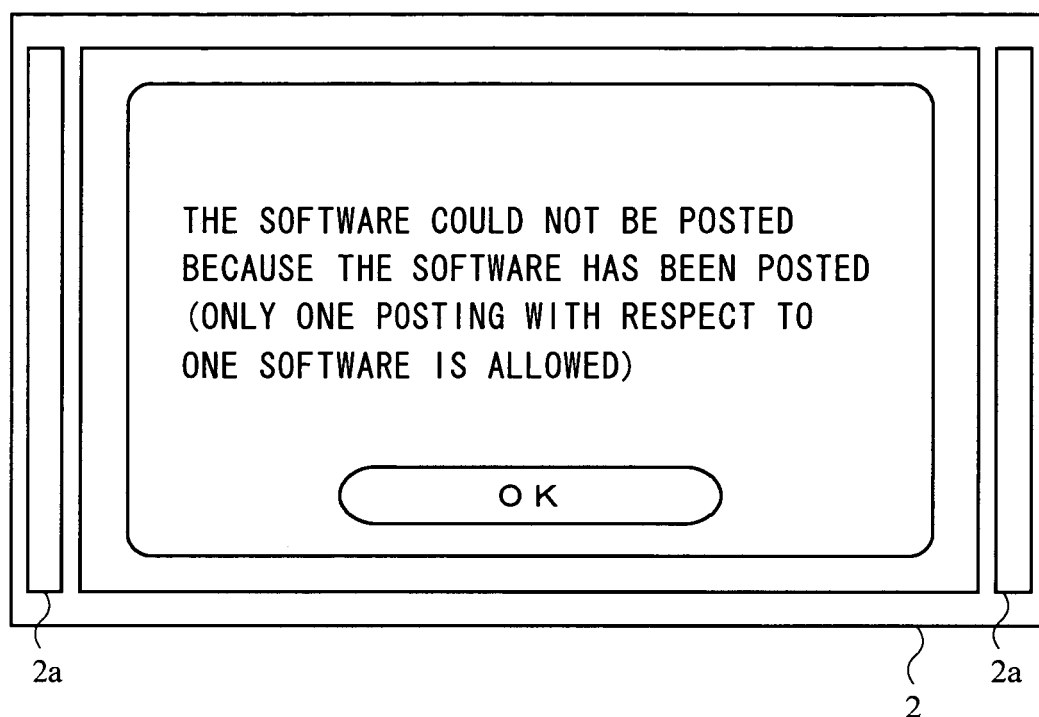 THE SOFTWARE COULD NOT BE POSTED
BECAUSE THE SOFTWARE HAS BEEN POSTED
(ONLY ONE POSTING WITH RESPECT TO
ONE SOFTWARE IS ALLOWED)
OK
2a
2a
2